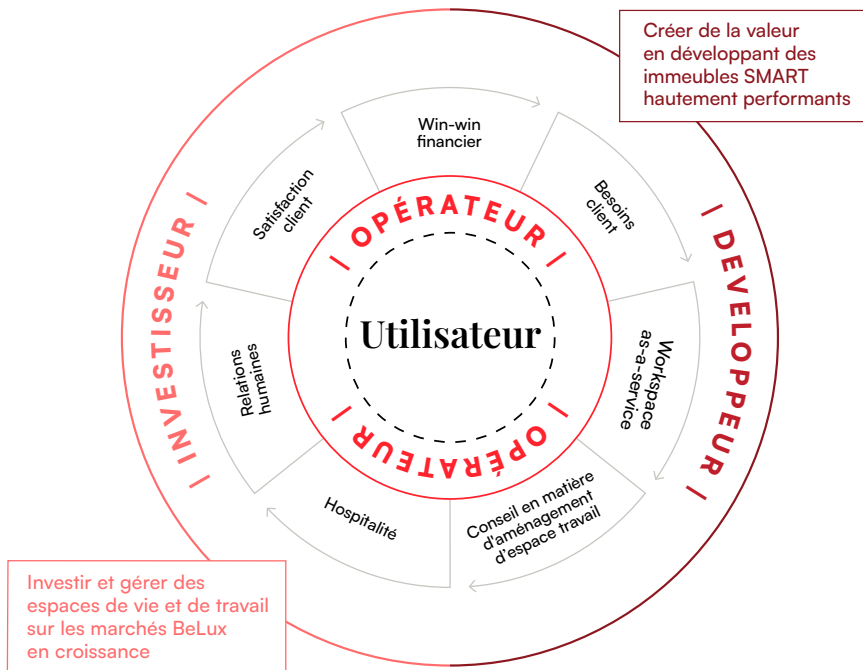 Créer de la valeur
en développant des
immeubles SMART
hautement performants
Win-win
financier
Besoins
client
Workspace
as-a-service
Conseil en matière
d'aménagement
d'espace travail
Hospitalité
Relations
humaines
Satisfaction
client
| OPÉRATEUR |
Utilisateur
| OPÉRATEUR |
| INVESTISSEUR |
| DEVELOPPEUR |
Investir et gérer des
espaces de vie et de travail
sur les marchés BeLux
en croissance